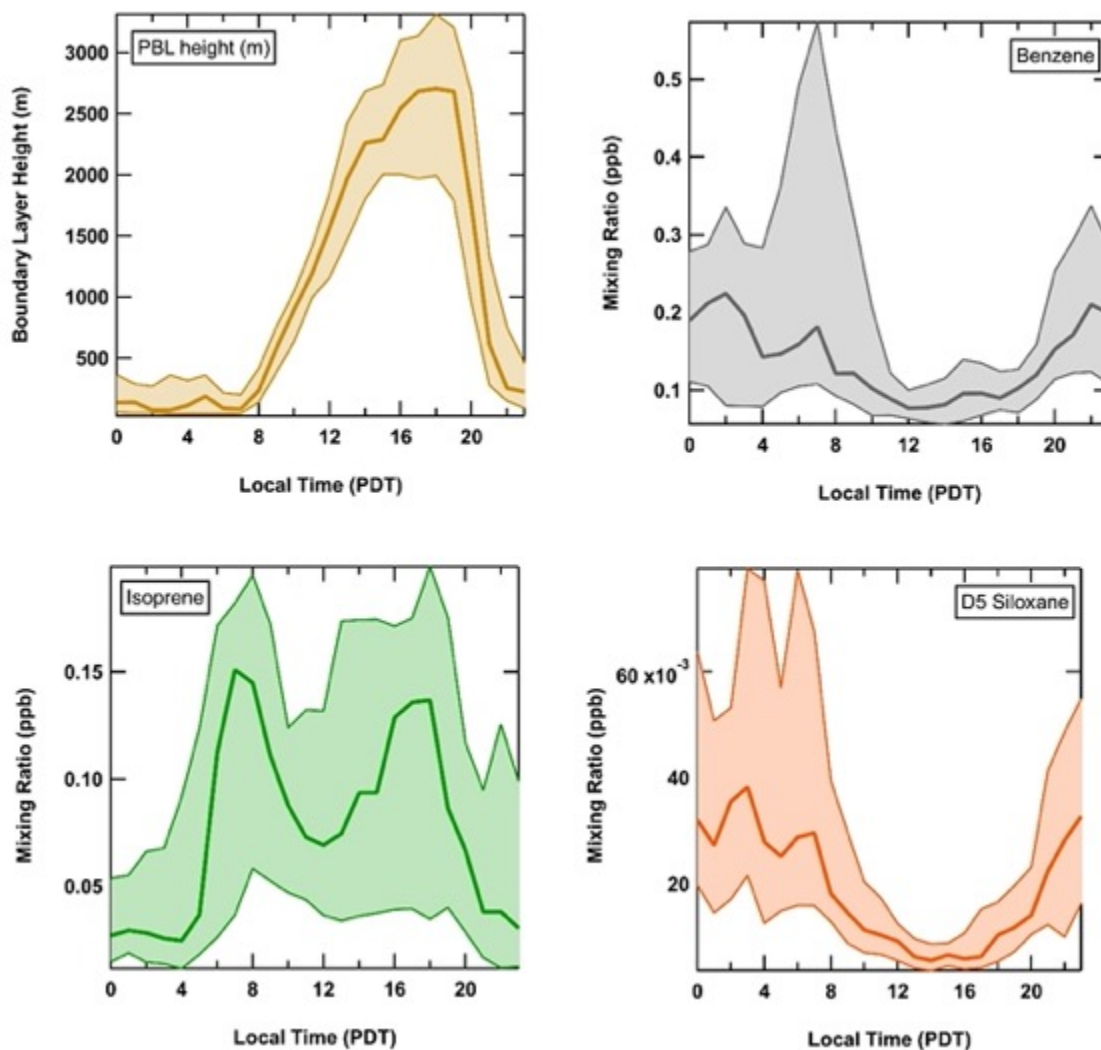 PBL height (m)
Boundary Layer Height (m)
3000
2500
2000
1500
1000
500
0 4 8 12 16 20
Local Time (PDT)
Benzene
Mixing Ratio (ppb)
0.5
0.4
0.3
0.2
0.1
0 4 8 12 16 20
Local Time (PDT)
Isoprene
Mixing Ratio (ppb)
0.15
0.10
0.05
0 4 8 12 16 20
Local Time (PDT)
D5 Siloxane
Mixing Ratio (ppb)
60 x10⁻³
40
20
0 4 8 12 16 20
Local Time (PDT)